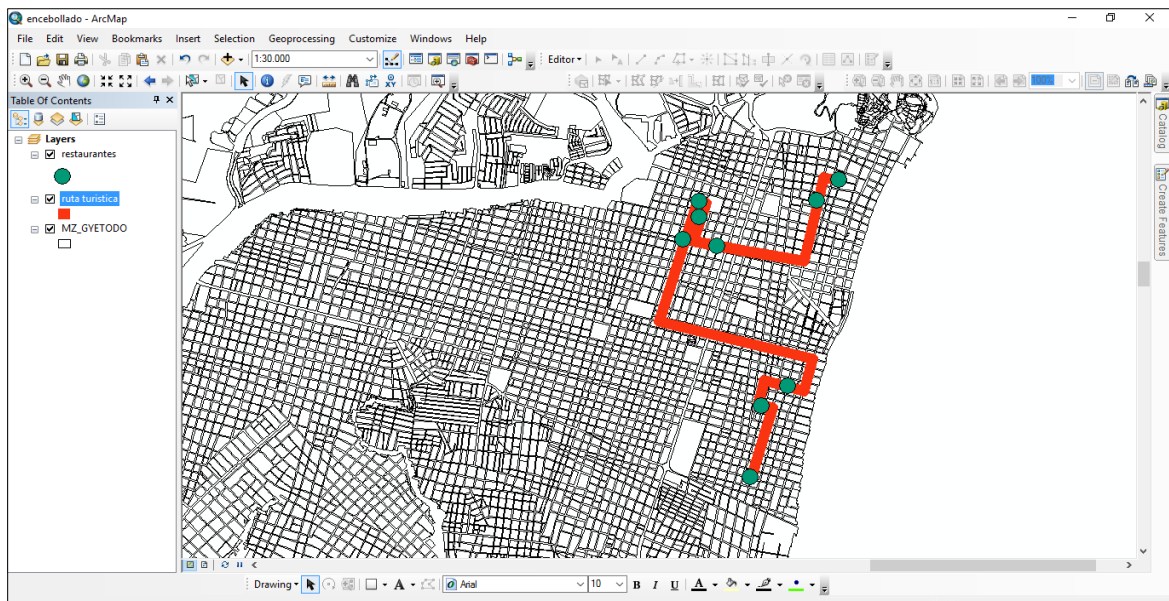 encebollado - ArcMap
File Edit View Bookmarks Insert Selection Geoprocessing Customize Windows Help
1:30.000 Editor
100%
Table Of Contents
Layers
restaurantes
ruta turistica
MZ_GYETODO
Catalog
Create Features
Drawing A Arial 10 B I U A